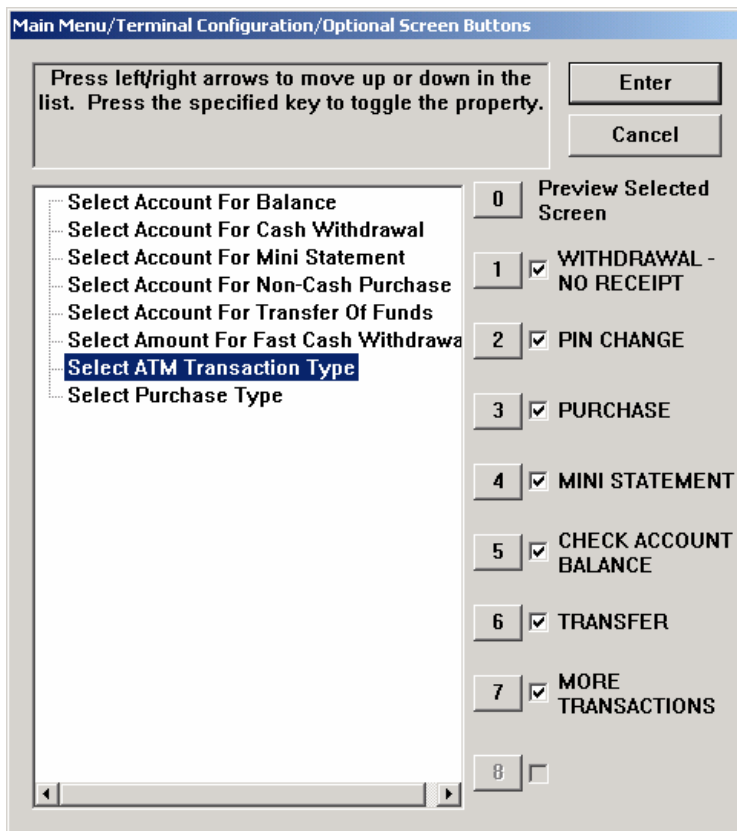 Main Menu/Terminal Configuration/Optional Screen Buttons
Press left/right arrows to move up or down in the
list. Press the specified key to toggle the property.
Enter
Cancel
Select Account For Balance
Select Account For Cash Withdrawal
Select Account For Mini Statement
Select Account For Non-Cash Purchase
Select Account For Transfer Of Funds
Select Amount For Fast Cash Withdrawa
Select ATM Transaction Type
Select Purchase Type
0 Preview Selected
Screen
1 WITHDRAWAL -
NO RECEIPT
2 PIN CHANGE
3 PURCHASE
4 MINI STATEMENT
5 CHECK ACCOUNT
BALANCE
6 TRANSFER
7 MORE
TRANSACTIONS
8